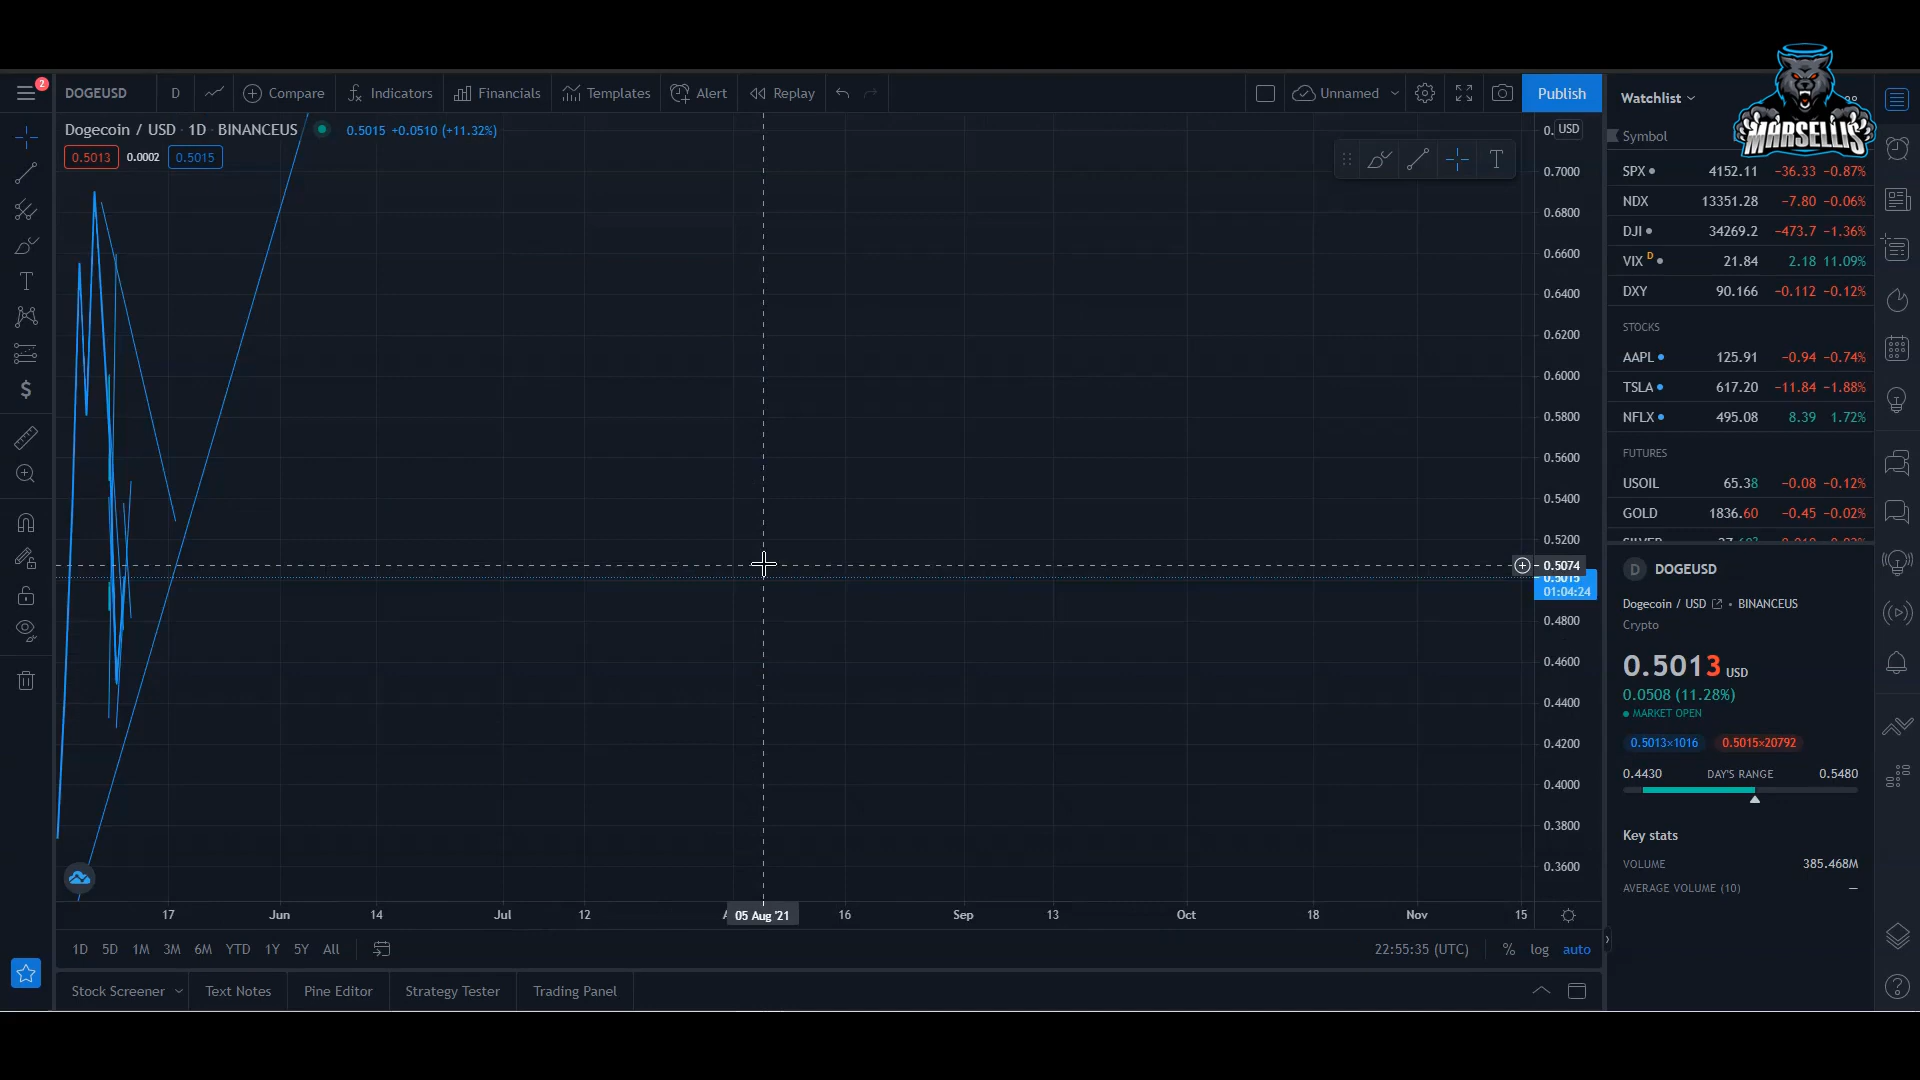 2
DOGEUSD D Compare Indicators Financials Templates Alert Replay Unnamed Publish
Dogecoin / USD · 1D · BINANCEUS 0.5015 +0.0510 (+11.32%)
0.5013 0.0002 0.5015
T
USD
0.7000
0.6800
0.6600
0.6400
0.6200
0.6000
0.5800
0.5600
0.5400
0.5200
0.5074
0.5015
01:04:24
0.4800
0.4600
0.4400
0.4200
0.4000
0.3800
0.3600
17 Jun 14 Jul 12 05 Aug '21 16 Sep 13 Oct 18 Nov 15
1D 5D 1M 3M 6M YTD 1Y 5Y All 22:55:35 (UTC) % log auto
Stock Screener Text Notes Pine Editor Strategy Tester Trading Panel
Watchlist
MARSELLIS
Symbol
SPX 4152.11 −36.33 −0.87%
NDX 13351.28 −7.80 −0.06%
DJI 34269.2 −473.7 −1.36%
VIX D 21.84 2.18 11.09%
DXY 90.166 −0.112 −0.12%
STOCKS
AAPL 125.91 −0.94 −0.74%
TSLA 617.20 −11.84 −1.88%
NFLX 495.08 8.39 1.72%
FUTURES
USOIL 65.38 −0.08 −0.12%
GOLD 1836.60 −0.45 −0.02%
D DOGEUSD
Dogecoin / USD • BINANCEUS
Crypto
0.5013 USD
0.0508 (11.28%)
MARKET OPEN
0.5013×1016 0.5015×20792
0.4430 DAY'S RANGE 0.5480
Key stats
VOLUME 385.468M
AVERAGE VOLUME (10) —